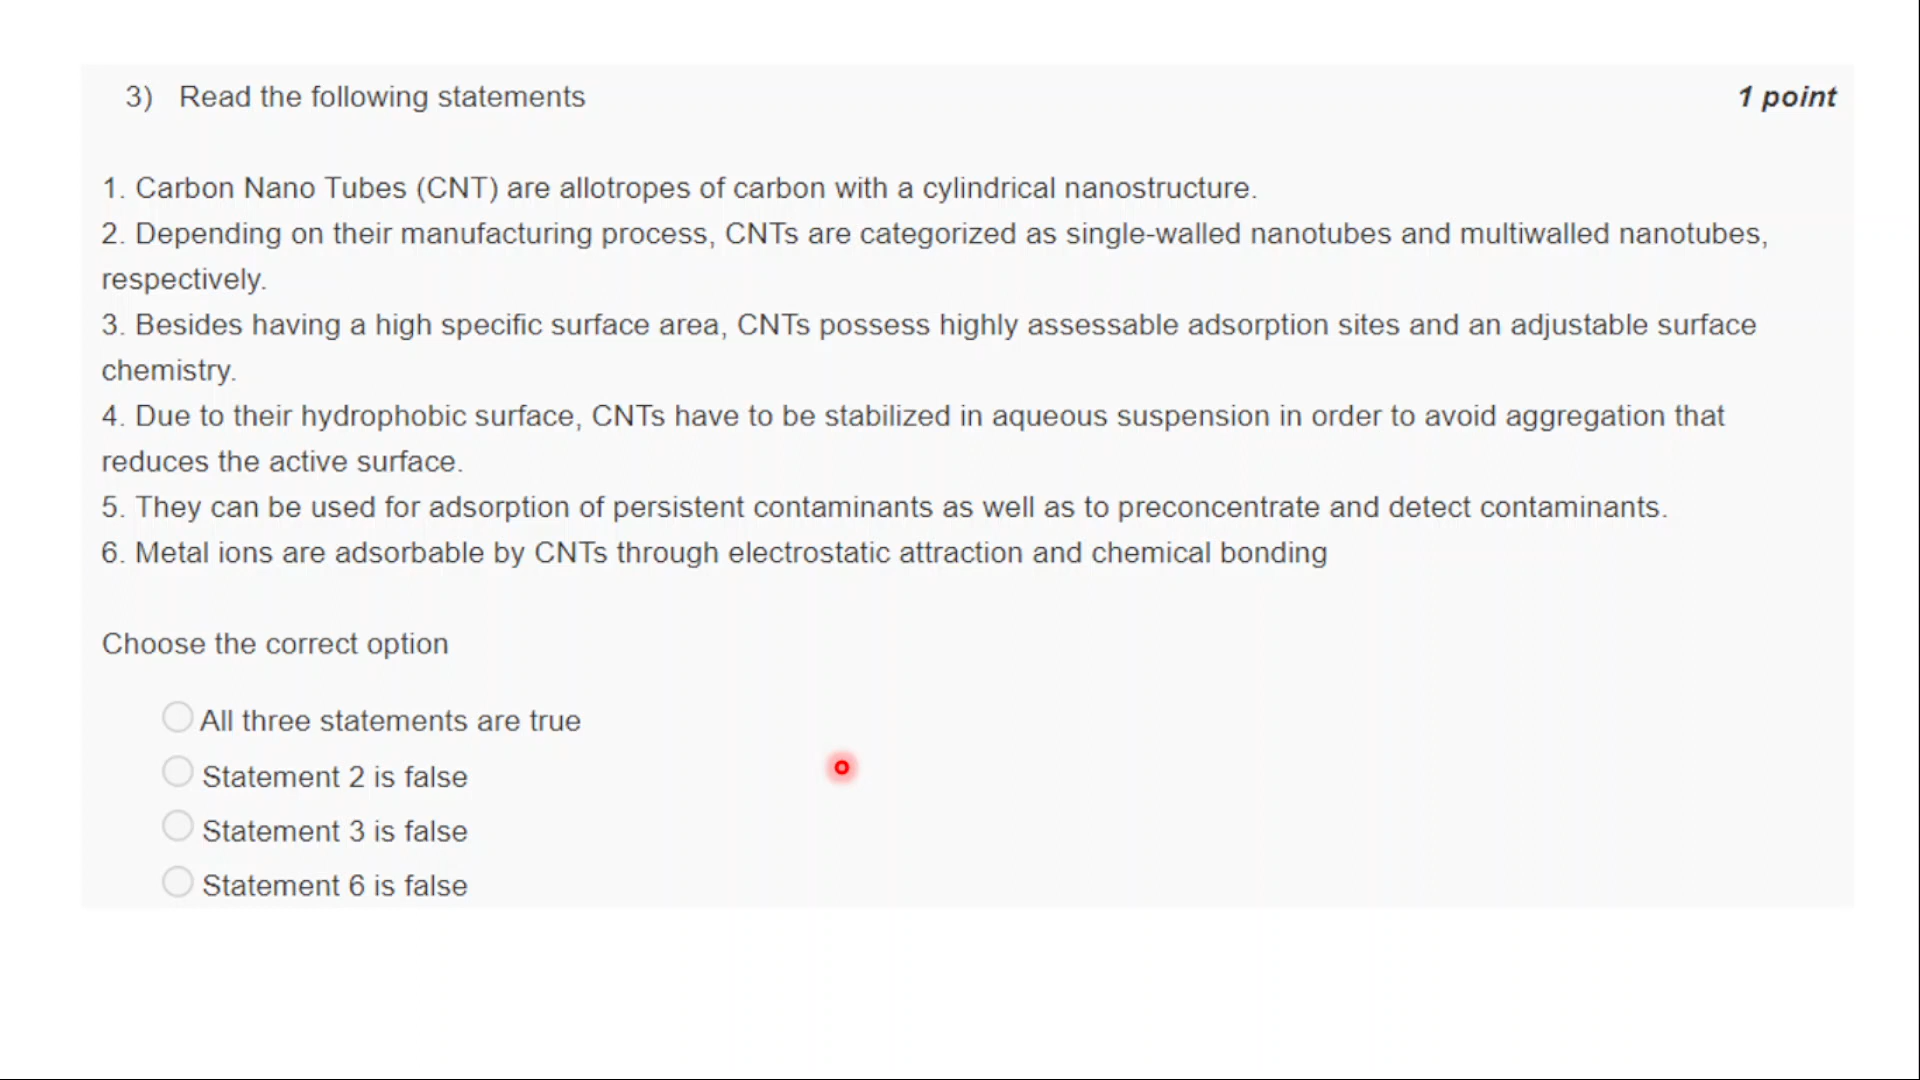 3) Read the following statements
1 point
1. Carbon Nano Tubes (CNT) are allotropes of carbon with a cylindrical nanostructure.
2. Depending on their manufacturing process, CNTs are categorized as single-walled nanotubes and multiwalled nanotubes,
respectively.
3. Besides having a high specific surface area, CNTs possess highly assessable adsorption sites and an adjustable surface
chemistry.
4. Due to their hydrophobic surface, CNTs have to be stabilized in aqueous suspension in order to avoid aggregation that
reduces the active surface.
5. They can be used for adsorption of persistent contaminants as well as to preconcentrate and detect contaminants.
6. Metal ions are adsorbable by CNTs through electrostatic attraction and chemical bonding
Choose the correct option
All three statements are true
Statement 2 is false
Statement 3 is false
Statement 6 is false